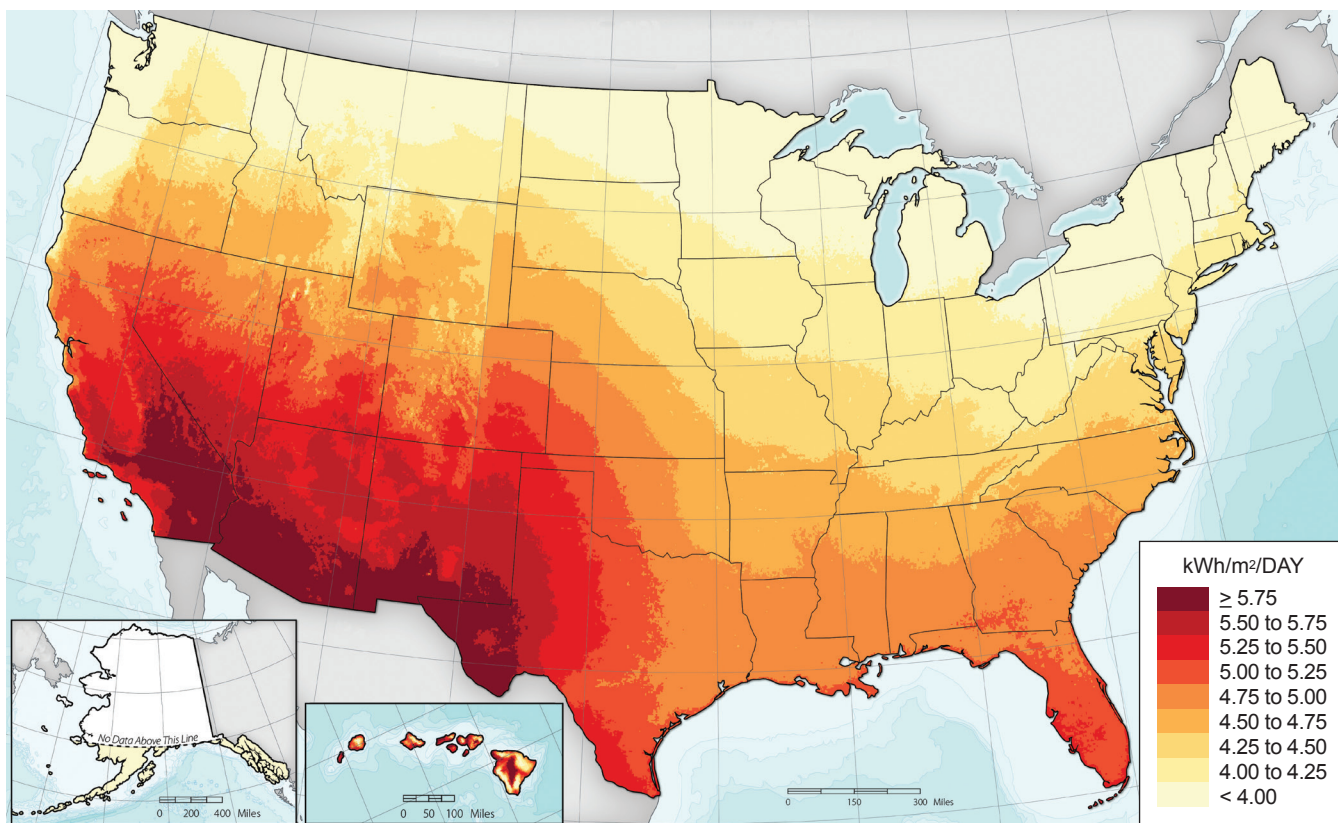 No Data Above This Line
0 200 400 Miles
0 50 100 Miles
0 150 300 Miles
kWh/m²/DAY
≥ 5.75
5.50 to 5.75
5.25 to 5.50
5.00 to 5.25
4.75 to 5.00
4.50 to 4.75
4.25 to 4.50
4.00 to 4.25
< 4.00